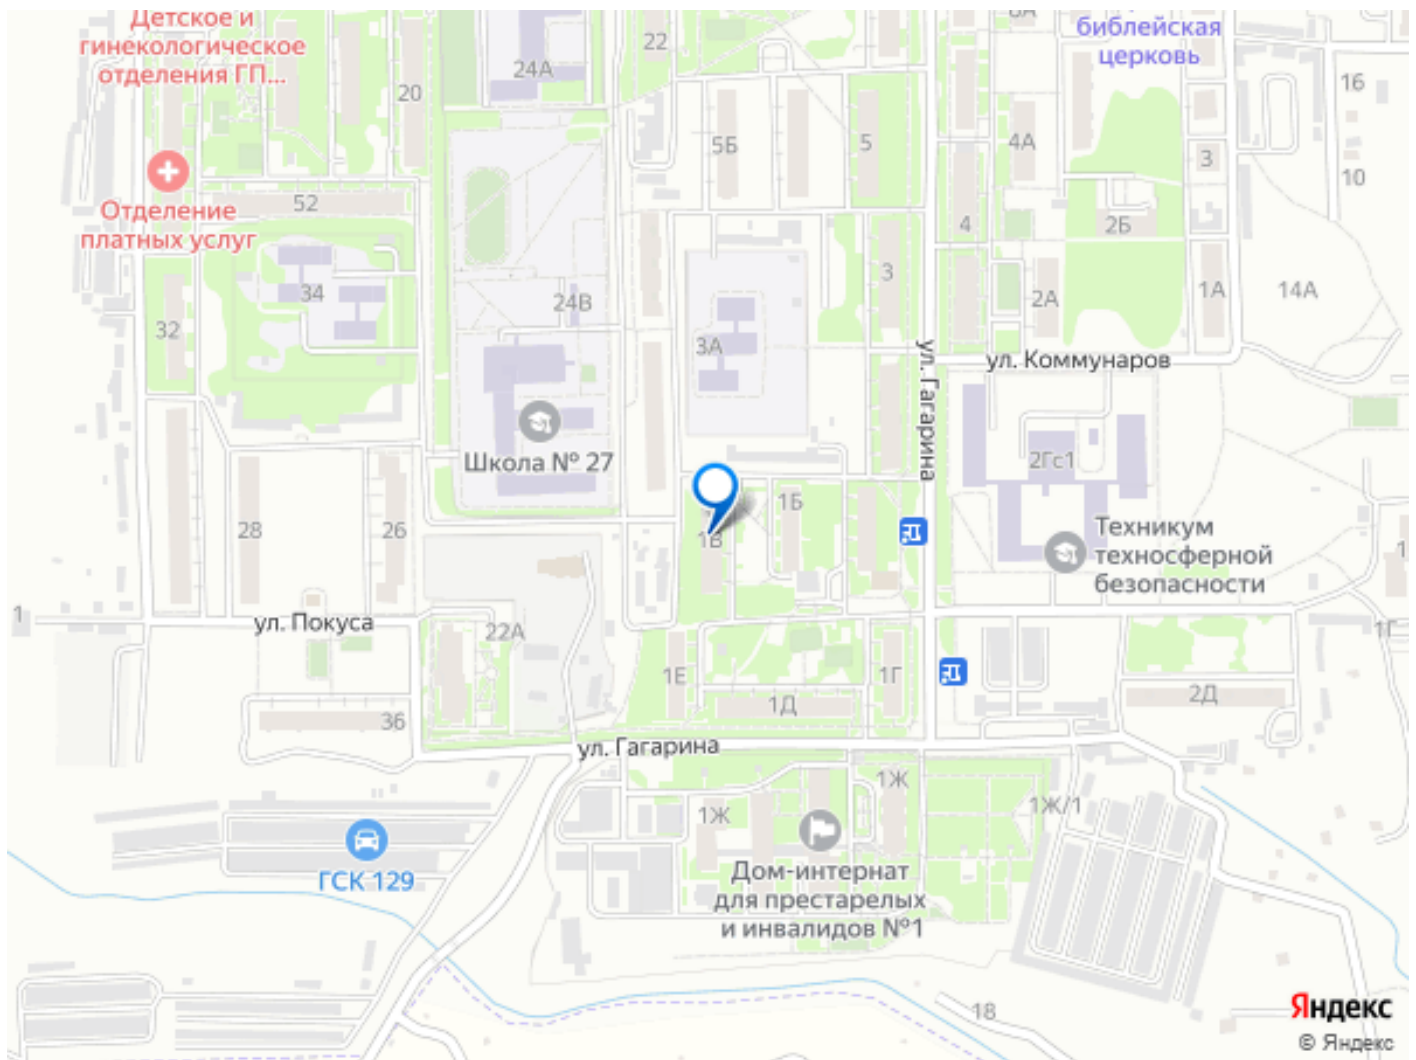 Детское и
гинекологическое
отделения ГП...
24А
22
библейская
церковь
16
20
5Б
5
4А
3
10
52
Отделение
платных услуг
4
2Б
34
24В
3
2А
1А
14А
32
3А
ул. Гагарина
ул. Коммунаров
Школа № 27
2Гс1
28
26
1В
1Б
Техникум
техносферной
безопасности
1
ул. Покуса
22А
1Г
1Е
1Д
1Г
2Д
36
ул. Гагарина
1Ж
1Ж
1Ж/1
ГСК 129
Дом-интернат
для престарелых
и инвалидов №1
18
Яндекс
© Яндекс